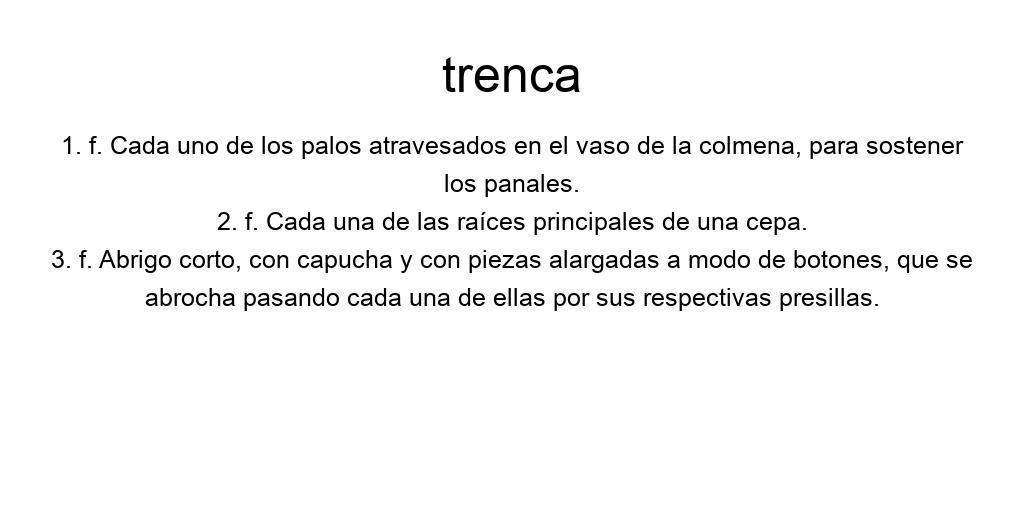 trenca
1. f. Cada uno de los palos atravesados en el vaso de la colmena, para sostener
los panales.
2. f. Cada una de las raíces principales de una cepa.
3. f. Abrigo corto, con capucha y con piezas alargadas a modo de botones, que se
abrocha pasando cada una de ellas por sus respectivas presillas.